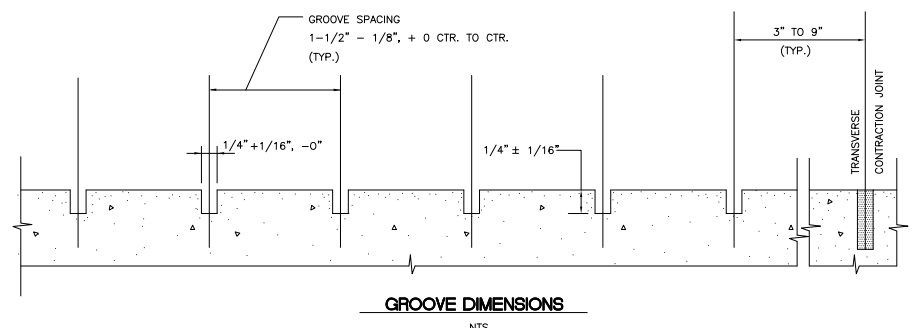 GROOVE SPACING
1-1/2" - 1/8", + 0 CTR. TO CTR.
(TYP.)
3" TO 9"
(TYP.)
1/4"+1/16", -0"
1/4"± 1/16"
TRANSVERSE
CONTRACTION JOINT
GROOVE DIMENSIONS
NTS